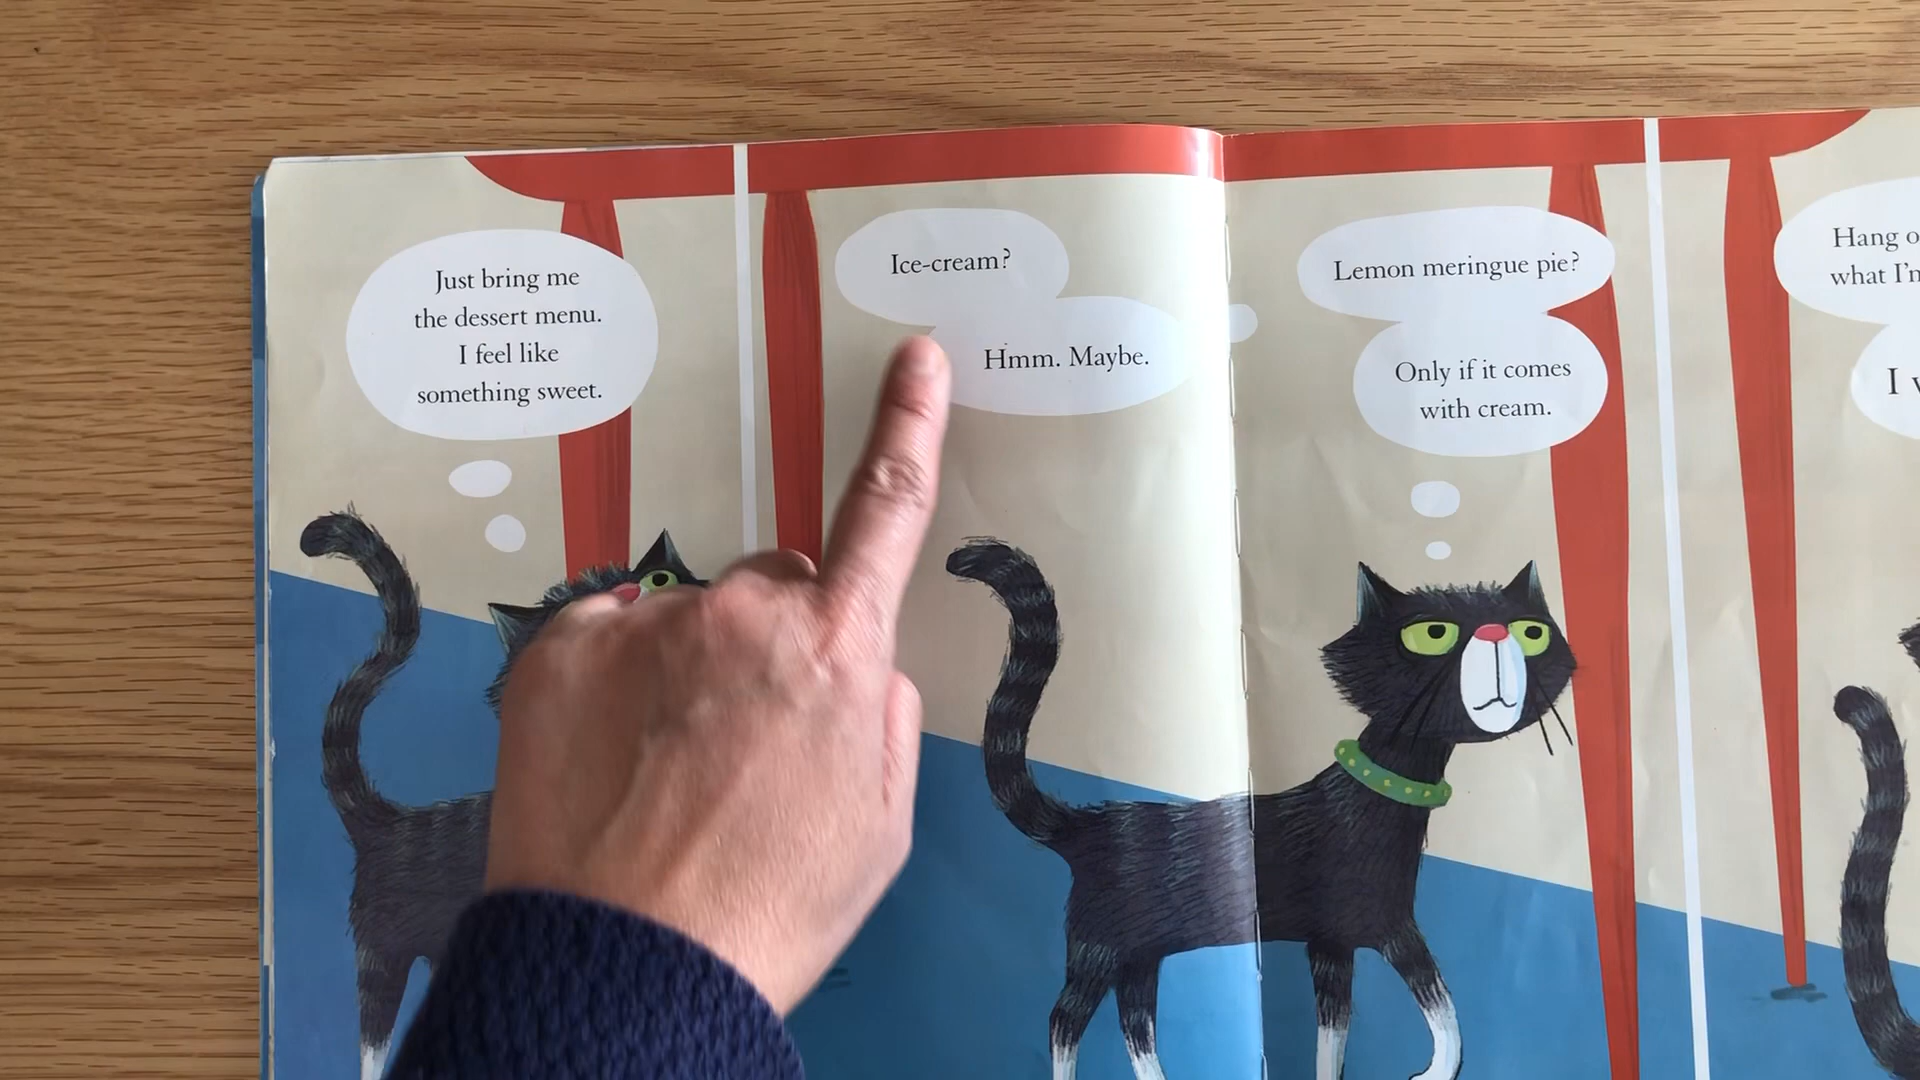 Just bring me
the dessert menu.
I feel like
something sweet.
Ice-cream?
Hmm. Maybe.
Lemon meringue pie?
Only if it comes
with cream.
Hang
what I'm
I